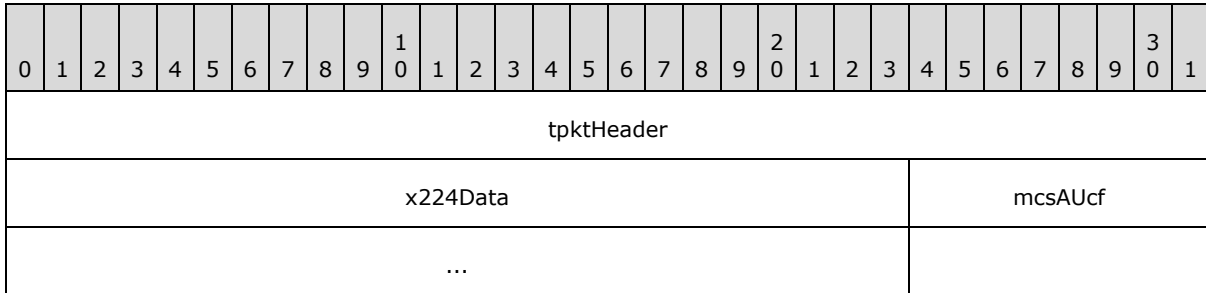 0 1 2 3 4 5 6 7 8 9 1 0 1 2 3 4 5 6 7 8 9 2 0 1 2 3 4 5 6 7 8 9 3 0 1
tpktHeader
x224Data mcsAUcf
...